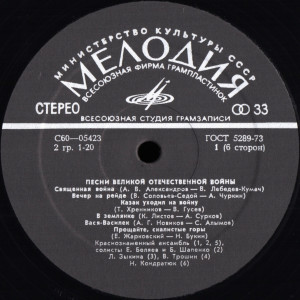 МИНИСТЕРСТВО КУЛЬТУРЫ СССР
МЕЛОДИЯ
ВСЕСОЮЗНАЯ ФИРМА ГРАМПЛАСТИНОК
СТЕРЕО
33
ВСЕСОЮЗНАЯ СТУДИЯ ГРАМЗАПИСИ
С60—05423 ГОСТ 5289-73
2 гр. 1-20 1 (6 сторон)
ПЕСНИ ВЕЛИКОЙ ОТЕЧЕСТВЕННОЙ ВОЙНЫ
Священная война (А. В. Александров—В. Лебедев-Кумач)
Вечер на рейде (В. Соловьев-Седой — А. Чуркин)
Казак уходил на войну
(Т. Хренников — В. Гусев)
В землянке (К. Листов — А. Сурков)
Вася-Василек (А. Г. Новиков — С. Алымов)
Прощайте, скалистые горы
(Е. Жарковский — Н. Букин)
Краснознаменный ансамбль (1, 2, 5),
солисты Е. Беляев и Б. Шапенко (2)
Л. Зыкина (3), В. Трошин (4)
Н. Кондратюк (6)